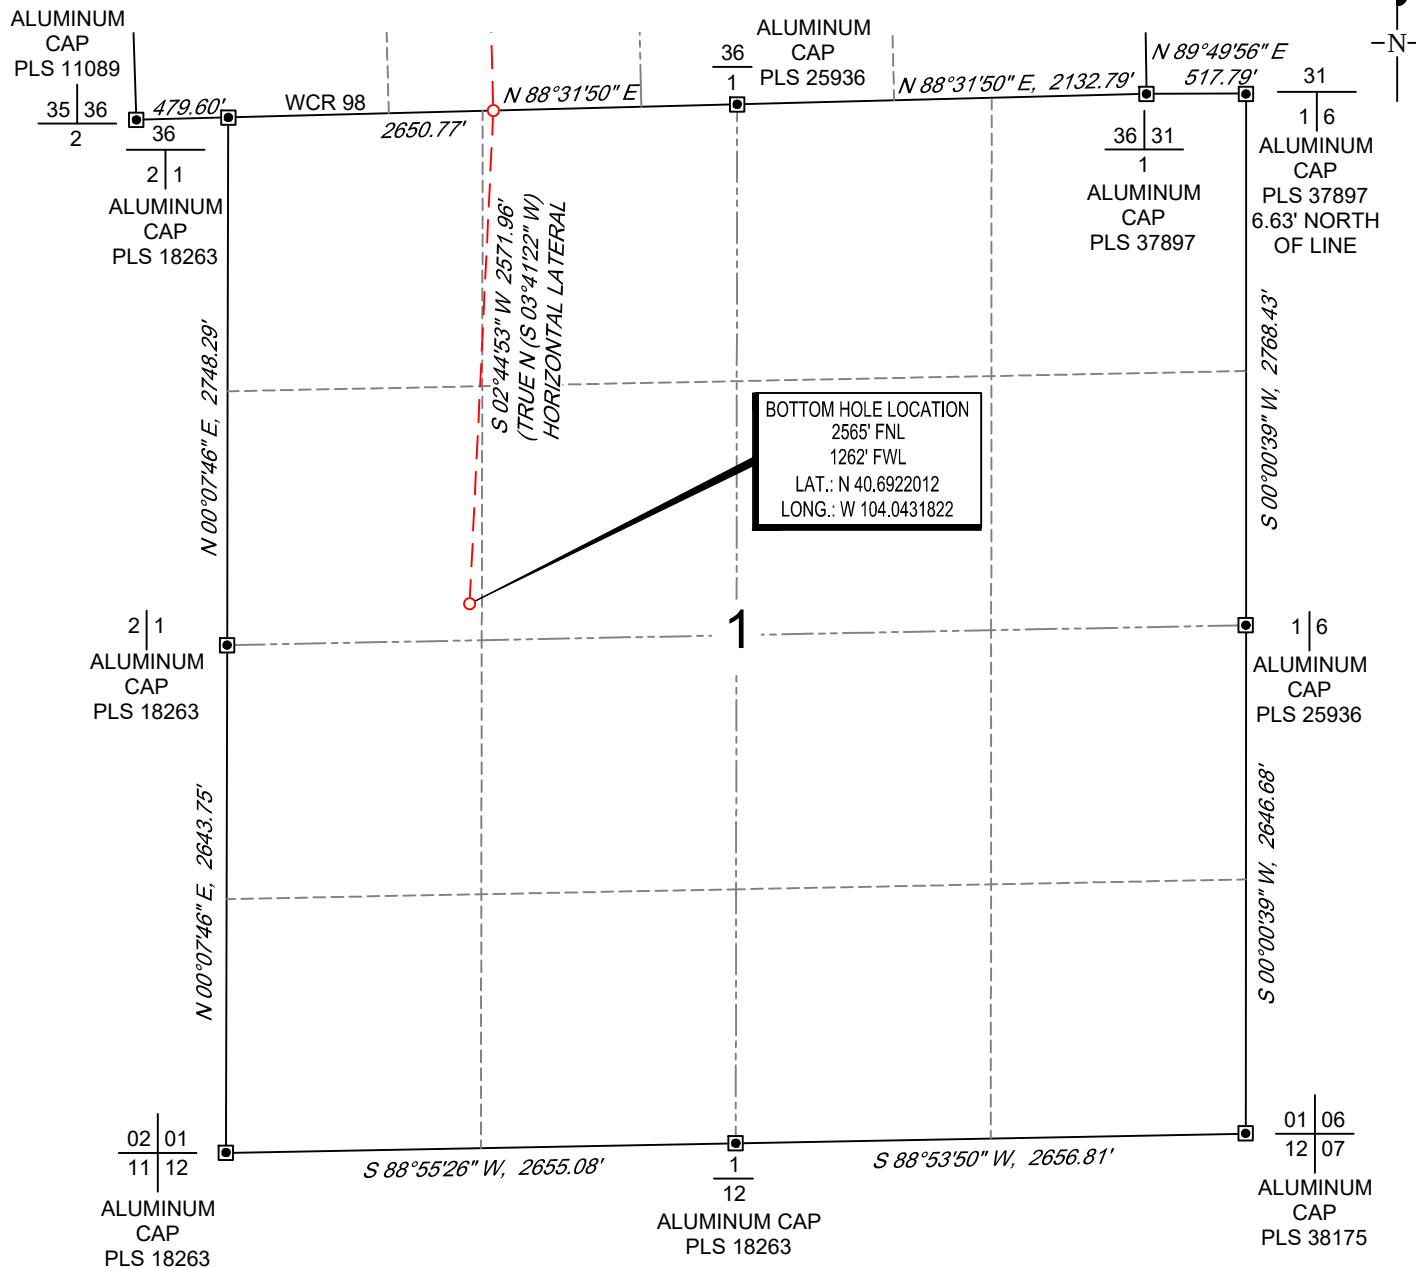 ALUMINUM
CAP
PLS 11089
35 36
2
479.60'
WCR 98
2650.77'
N 88°31'50" E
36
1
ALUMINUM
CAP
PLS 25936
N 88°31'50" E, 2132.79'
N 89°49'56" E
517.79'
-N-
31
1 6
ALUMINUM
CAP
PLS 37897
6.63' NORTH
OF LINE
36
2 1
ALUMINUM
CAP
PLS 18263
36 31
1
ALUMINUM
CAP
PLS 37897
S 02°44'53" W 2571.96'
(TRUE N (S 03°41'22" W)
HORIZONTAL LATERAL
N 00°07'46" E, 2748.29'
S 00°00'39" W, 2768.43'
BOTTOM HOLE LOCATION
2565' FNL
1262' FWL
LAT.: N 40.6922012
LONG.: W 104.0431822
2 1
ALUMINUM
CAP
PLS 18263
1
1 6
ALUMINUM
CAP
PLS 25936
N 00°07'46" E, 2643.75'
S 00°00'39" W, 2646.68'
02 01
11 12
ALUMINUM
CAP
PLS 18263
S 88°55'26" W, 2655.08'
1
12
ALUMINUM CAP
PLS 18263
S 88°53'50" W, 2656.81'
01 06
12 07
ALUMINUM
CAP
PLS 38175